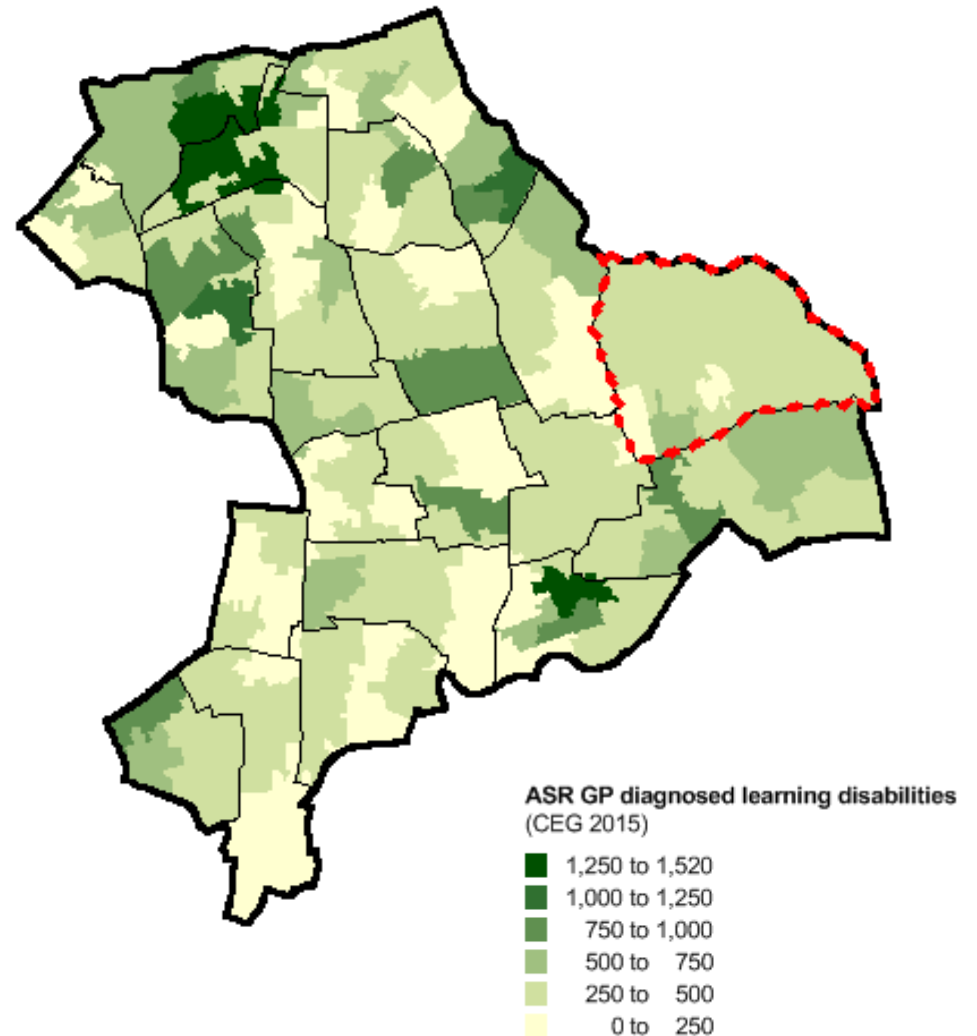 ASR GP diagnosed learning disabilities
(CEG 2015)
1,250 to 1,520
1,000 to 1,250
750 to 1,000
500 to 750
250 to 500
0 to 250